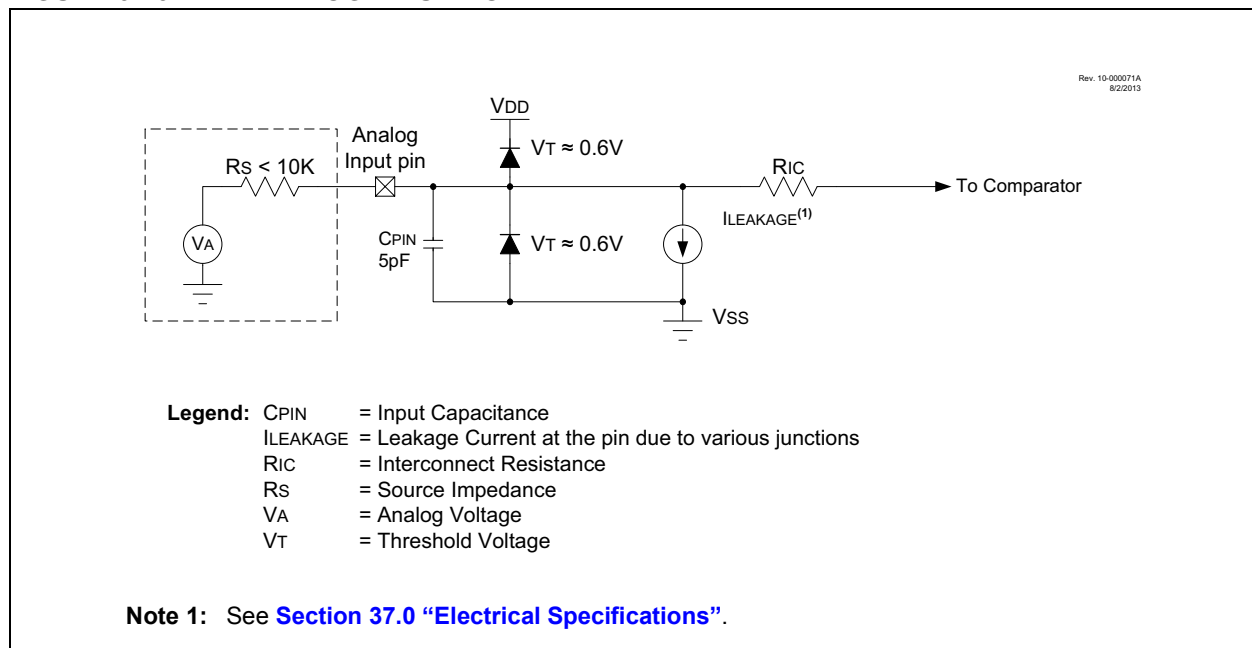 Rev. 10-000071A
8/2/2013
VDD
Analog
Input pin
VT ≈ 0.6V
RS < 10K
RIC
To Comparator
ILEAKAGE(1)
VA
CPIN
5pF
VT ≈ 0.6V
VSS
Legend: CPIN = Input Capacitance
ILEAKAGE = Leakage Current at the pin due to various junctions
RIC = Interconnect Resistance
RS = Source Impedance
VA = Analog Voltage
VT = Threshold Voltage
Note 1: See Section 37.0 “Electrical Specifications”.